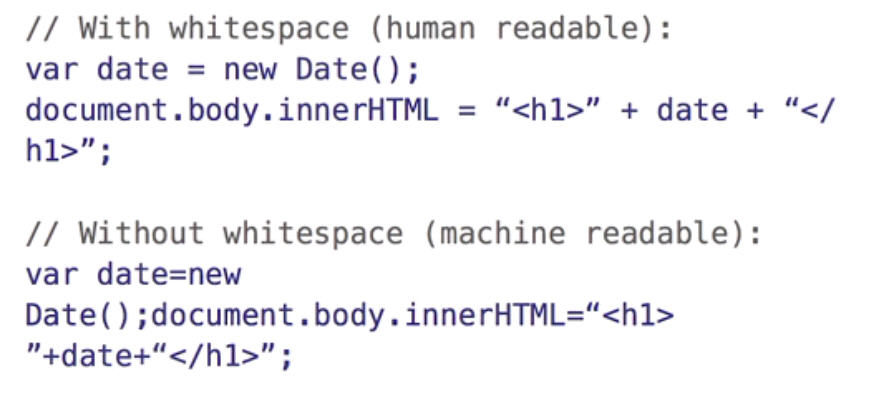 // With whitespace (human readable):
var date = new Date();
document.body.innerHTML = “<h1>” + date + “</
h1>”;
// Without whitespace (machine readable):
var date=new
Date();document.body.innerHTML=“<h1>
”+date+“</h1>”;